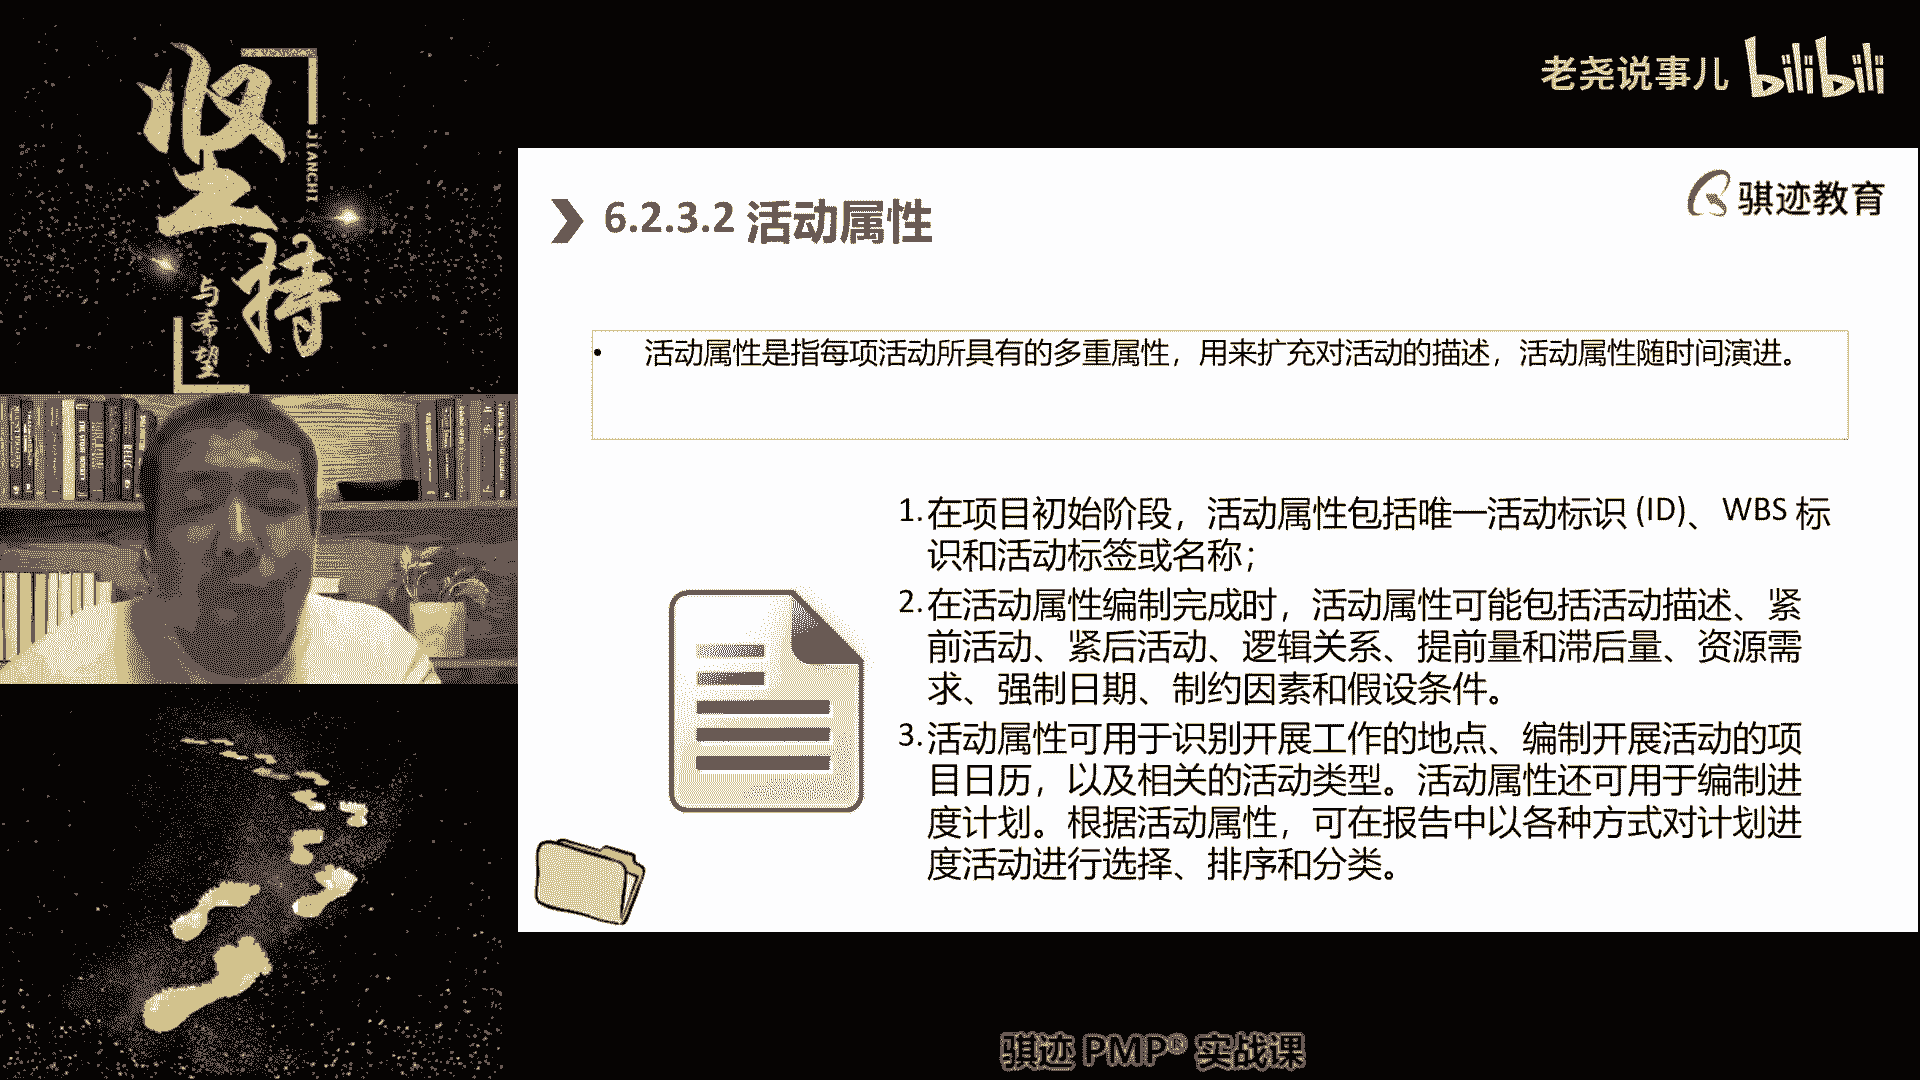 坚持
JIANCHI
与希望
老尧说事儿 bilibili
骐迹教育
6.2.3.2 活动属性
• 活动属性是指每项活动所具有的多重属性，用来扩充对活动的描述，活动属性随时间演进。
1.在项目初始阶段，活动属性包括唯一活动标识 (ID)、WBS 标
识和活动标签或名称；
2.在活动属性编制完成时，活动属性可能包括活动描述、紧
前活动、紧后活动、逻辑关系、提前量和滞后量、资源需
求、强制日期、制约因素和假设条件。
3.活动属性可用于识别开展工作的地点、编制开展活动的项
目日历，以及相关的活动类型。活动属性还可用于编制进
度计划。根据活动属性，可在报告中以各种方式对计划进
度活动进行选择、排序和分类。
骐迹 PMP® 实战课